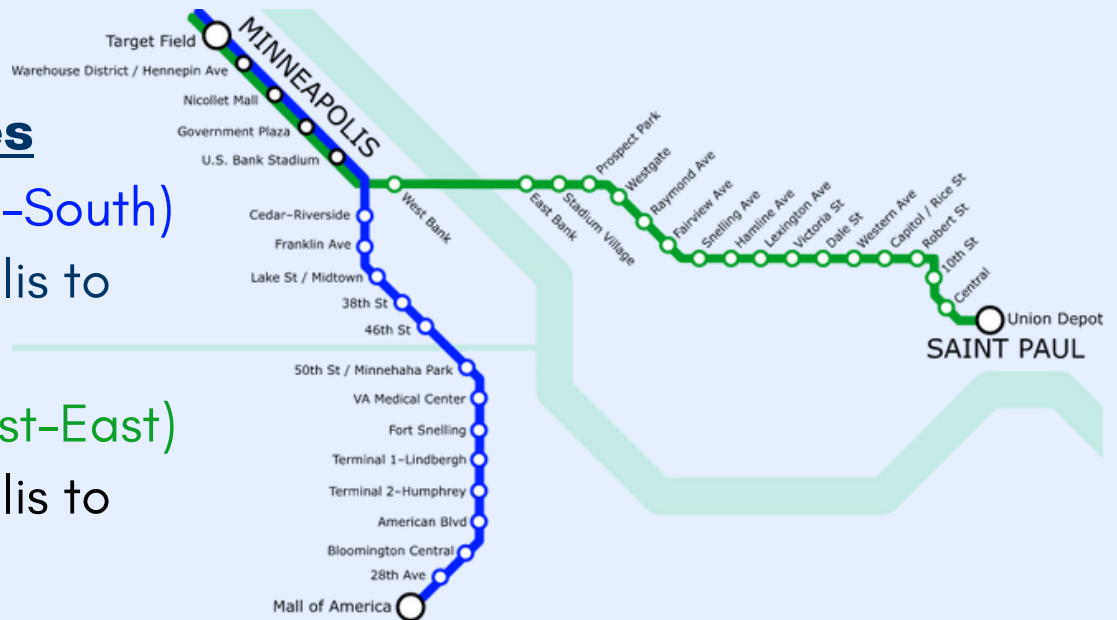 Target Field
Warehouse District / Hennepin Ave
Nicollet Mall
Government Plaza
U.S. Bank Stadium
MINNEAPOLIS
es
-South)
lis to
st-East)
lis to
Cedar–Riverside
Franklin Ave
Lake St / Midtown
38th St
46th St
50th St / Minnehaha Park
VA Medical Center
Fort Snelling
Terminal 1–Lindbergh
Terminal 2–Humphrey
American Blvd
Bloomington Central
28th Ave
Mall of America
West Bank
East Bank
Stadium Village
Prospect Park
Westgate
Raymond Ave
Fairview Ave
Snelling Ave
Hamline Ave
Lexington Ave
Victoria St
Dale St
Western Ave
Capitol / Rice St
Robert St
10th St
Central
Union Depot
SAINT PAUL